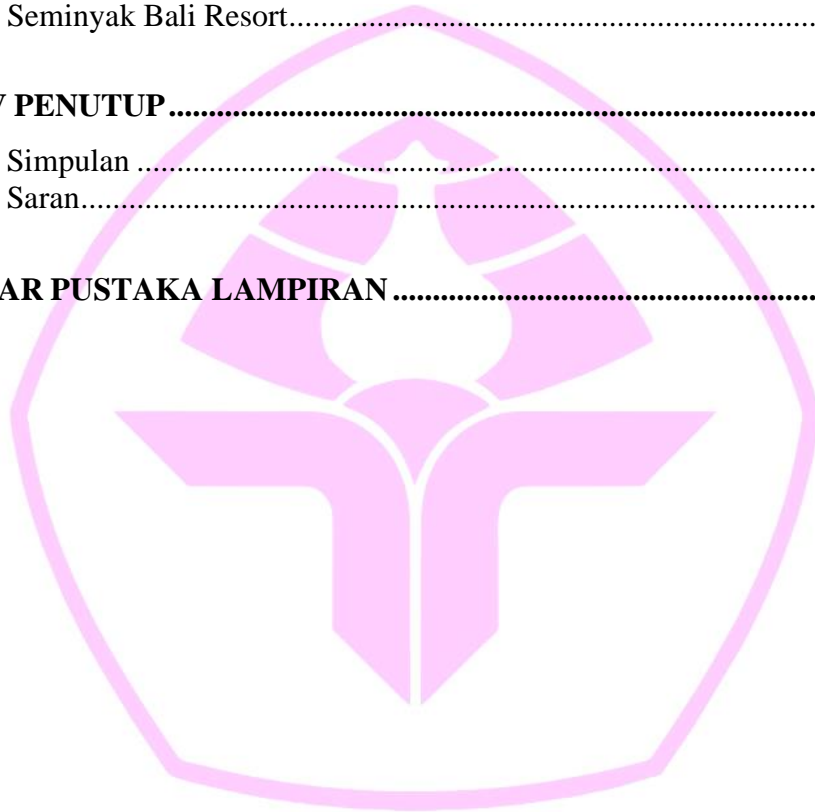 Seminyak Bali Resort..............................................................................
V PENUTUP..............................................................................
Simpulan ..............................................................................
Saran..............................................................................
AR PUSTAKA LAMPIRAN..............................................................................